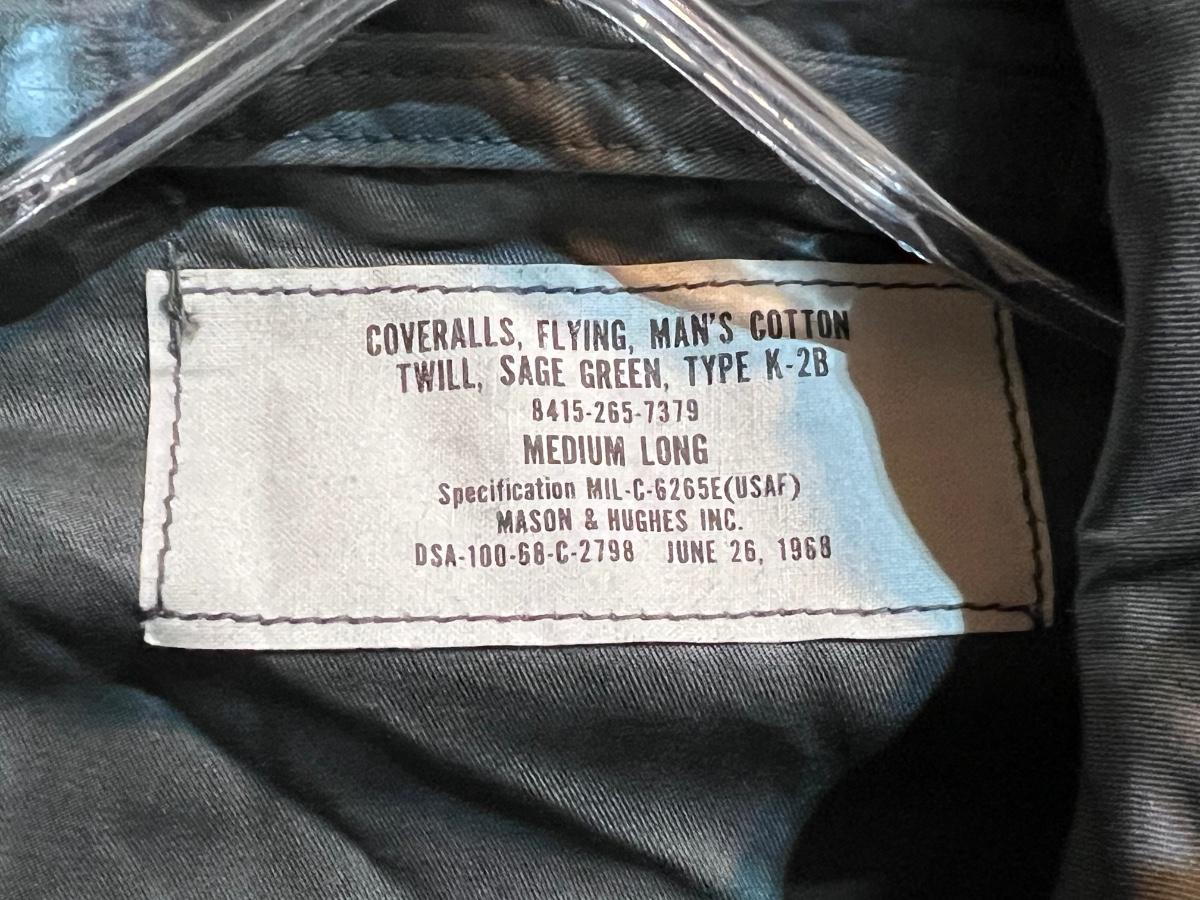 COVERALLS, FLYING, MAN'S COTTON
TWILL, SAGE GREEN, TYPE K-2B
8415-265-7379
MEDIUM LONG
Specification MIL-C-6265E(USAF)
MASON & HUGHES INC.
DSA-100-68-C-2798 JUNE 26, 1968